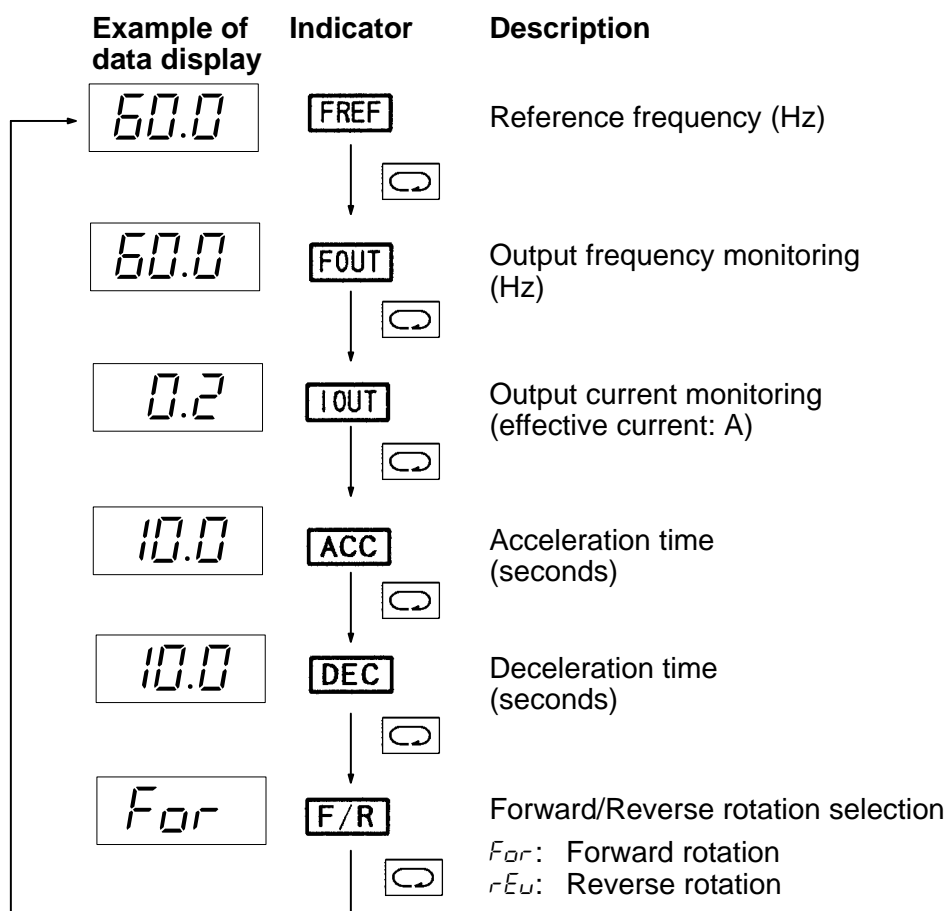 Example of data display Indicator Description
60.0 FREF Reference frequency (Hz)
60.0 FOUT Output frequency monitoring
(Hz)
0.2 IOUT Output current monitoring
(effective current: A)
10.0 ACC Acceleration time
(seconds)
10.0 DEC Deceleration time
(seconds)
For F/R Forward/Reverse rotation selection
For: Forward rotation
rEv: Reverse rotation